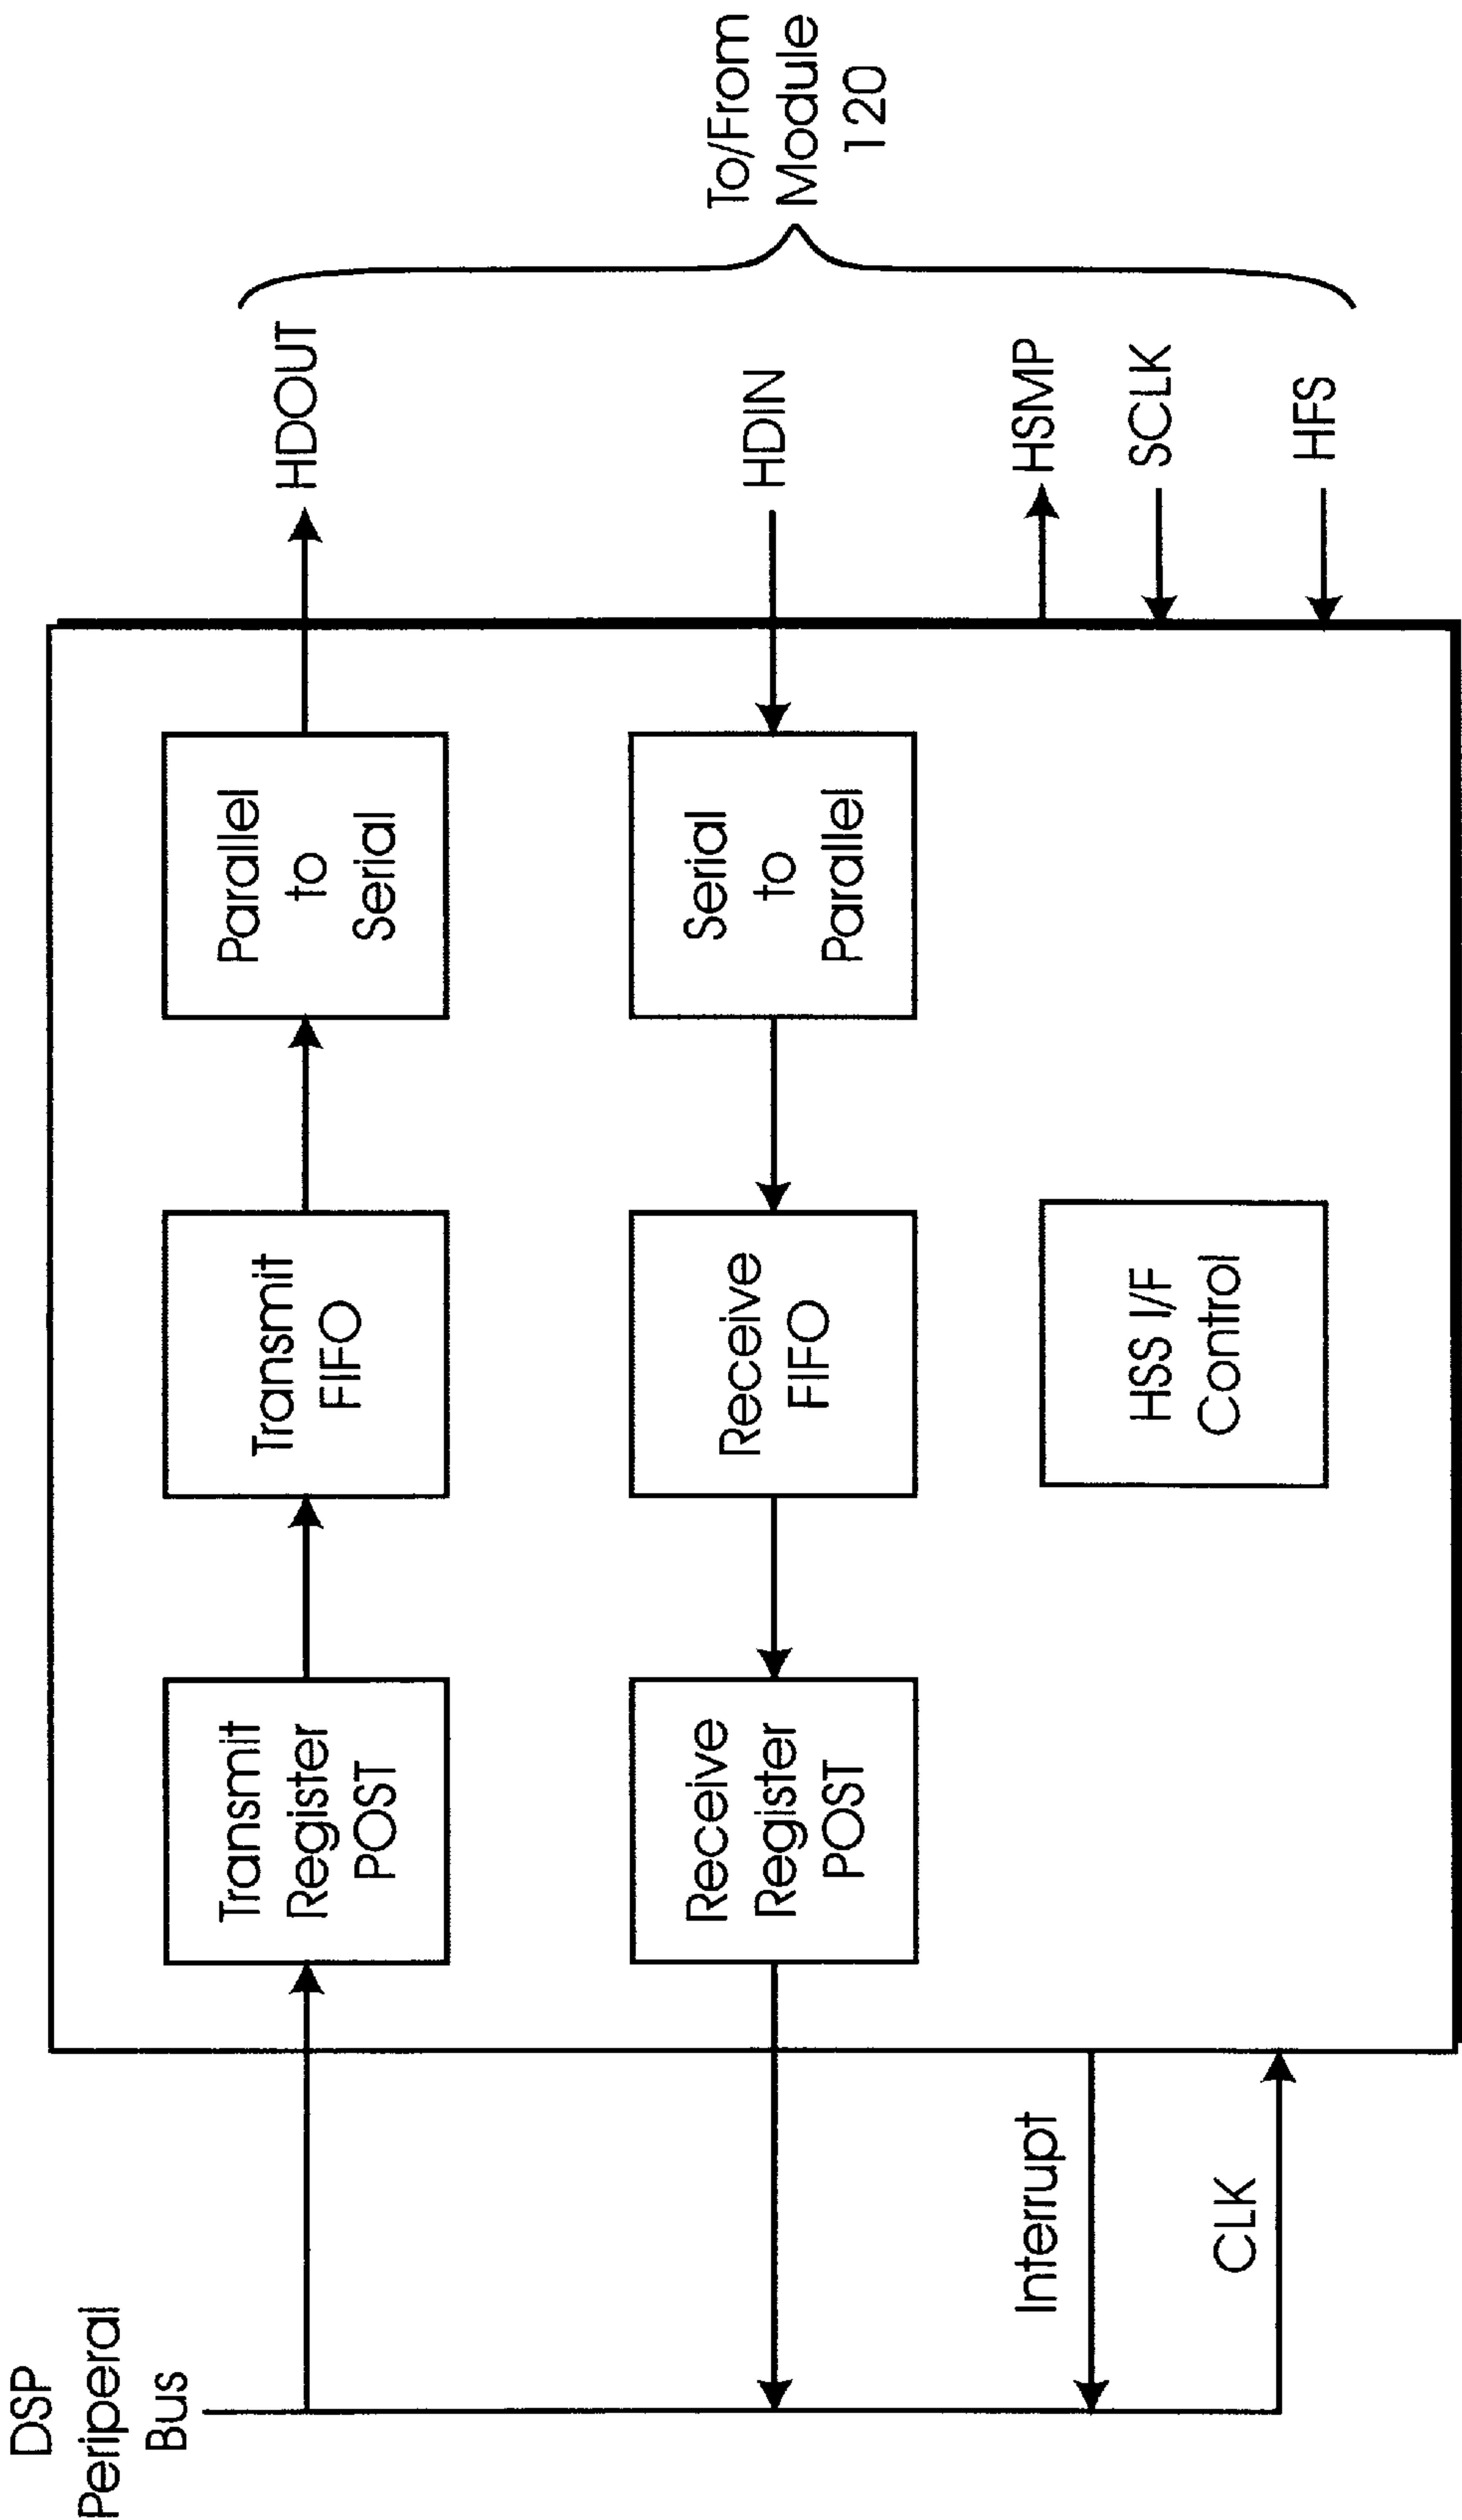 DSP
Periperal
Bus
Transmit
Register
POST
Transmit
FIFO
Parallel
to
Serial
HDOUT
Receive
Register
POST
Receive
FIFO
Serial
to
Parallel
HDIN
To/From
Module
120
Interrupt
CLK
HSS I/F
Control
HSMP
SCLK
HFS